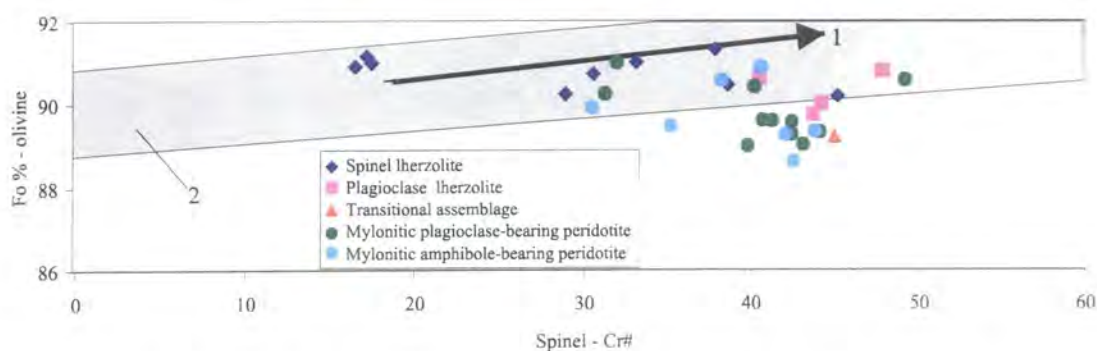 92
90
88
86
Fo % - olivine
1
2
Spinel lherzolite
Plagioclase lherzolite
Transitional assemblage
Mylonitic plagioclase-bearing peridotite
Mylonitic amphibole-bearing peridotite
0
10
20
30
40
50
60
Spinel - Cr#